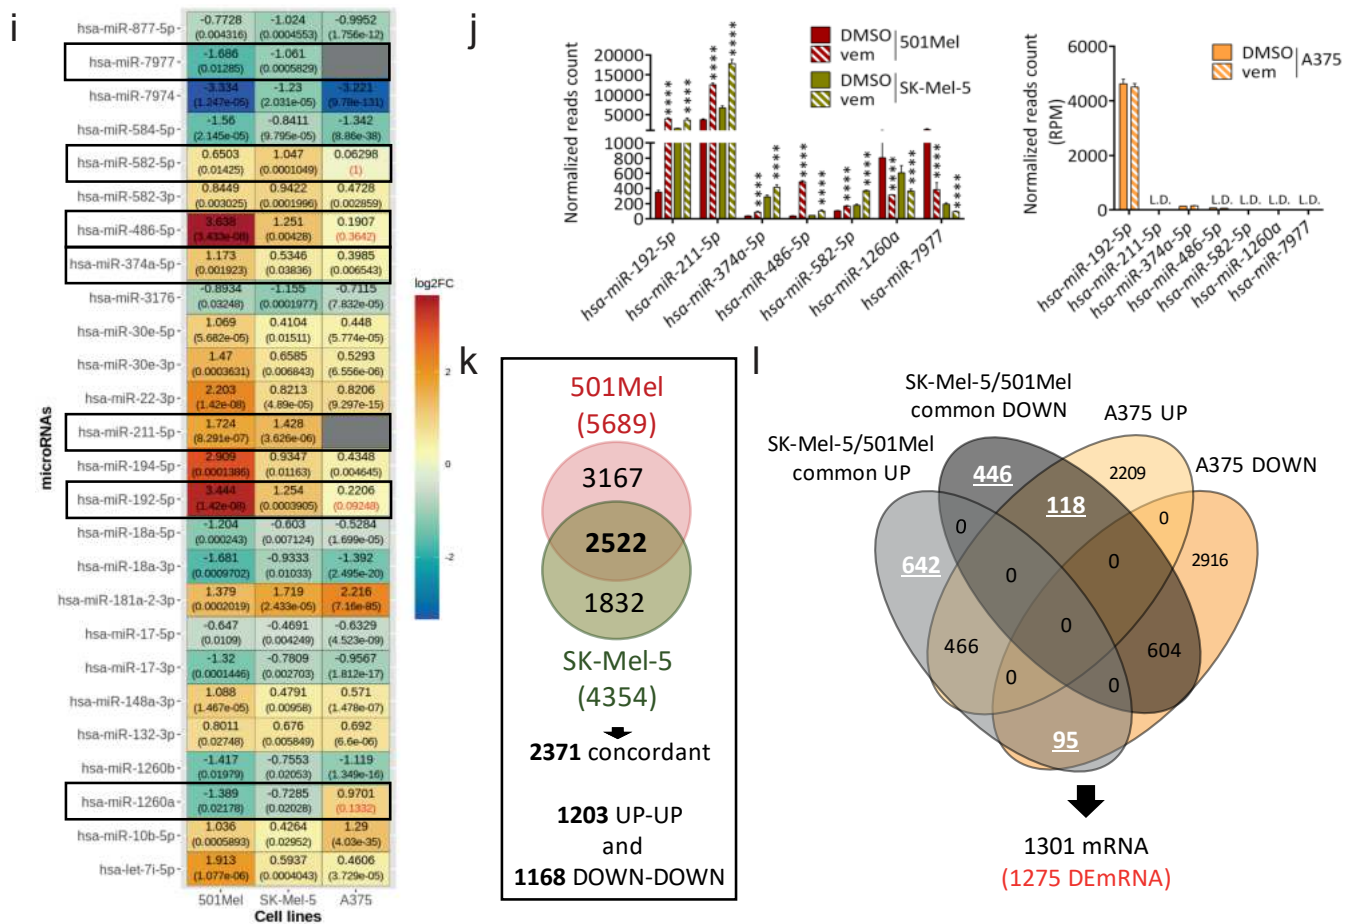 i
microRNAs
hsa-miR-877-5p -0.7728 -1.024 -0.9952
(0.004316) (0.0004553) (1.756e-12)
hsa-miR-7977 -1.686 -1.061
(0.01285) (0.0005829)
hsa-miR-7974 -3.334 -1.23 -3.221
(1.247e-05) (2.031e-05) (9.78e-131)
hsa-miR-584-5p -1.56 -0.8411 -1.342
(2.145e-05) (9.795e-05) (8.86e-38)
hsa-miR-582-5p 0.6503 1.047 0.06298
(0.01425) (0.0001049) (1)
hsa-miR-582-3p 0.8449 0.9422 0.4728
(0.003025) (0.0001996) (0.002859)
hsa-miR-486-5p 3.638 1.251 0.1907
(3.433e-08) (0.00428) (0.3642)
hsa-miR-374a-5p 1.173 0.5346 0.3985
(0.001923) (0.03836) (0.006543)
hsa-miR-3176 -0.8934 -1.155 -0.7115
(0.03248) (0.0001977) (7.832e-05)
hsa-miR-30e-5p 1.069 0.4104 0.448
(5.682e-05) (0.01511) (5.774e-05)
hsa-miR-30e-3p 1.47 0.6585 0.5293
(0.0003631) (0.006843) (6.556e-06)
hsa-miR-22-3p 2.203 0.8213 0.8206
(1.42e-08) (4.89e-05) (9.297e-15)
hsa-miR-211-5p 1.724 1.428
(8.291e-07) (3.626e-06)
hsa-miR-194-5p 2.909 0.9347 0.4348
(0.0001386) (0.01163) (0.004645)
hsa-miR-192-5p 3.444 1.254 0.2206
(1.42e-08) (0.0003905) (0.09248)
hsa-miR-18a-5p -1.204 -0.603 -0.5284
(0.000243) (0.007124) (1.699e-05)
hsa-miR-18a-3p -1.681 -0.9333 -1.392
(0.0009702) (0.01033) (2.495e-20)
hsa-miR-181a-2-3p 1.379 1.719 2.216
(0.0002019) (2.433e-05) (7.16e-85)
hsa-miR-17-5p -0.647 -0.4691 -0.6329
(0.0109) (0.004249) (4.523e-09)
hsa-miR-17-3p -1.32 -0.7809 -0.9567
(0.0001446) (0.002703) (1.812e-17)
hsa-miR-148a-3p 1.088 0.4791 0.571
(1.467e-05) (0.00958) (1.478e-07)
hsa-miR-132-3p 0.8011 0.676 0.692
(0.02748) (0.005849) (6.6e-06)
hsa-miR-1260b -1.417 -0.7553 -1.119
(0.01979) (0.02053) (1.349e-16)
hsa-miR-1260a -1.389 -0.7285 0.9701
(0.02178) (0.02028) (0.1332)
hsa-miR-10b-5p 1.036 0.4264 1.29
(0.0005893) (0.02952) (4.03e-35)
hsa-let-7i-5p 1.913 0.5937 0.4606
(1.077e-06) (0.0004043) (3.729e-05)
501Mel SK-Mel-5 A375
Cell lines
log2FC
2
0
-2
j
Normalized reads count
20000
15000
10000
5000
1000
800
600
400
200
0
DMSO
vem
501Mel
DMSO
vem
SK-Mel-5
**** **** **** **** **** **** **** **** **** **** **** **** **** ****
hsa-miR-192-5p
hsa-miR-211-5p
hsa-miR-374a-5p
hsa-miR-486-5p
hsa-miR-582-5p
hsa-miR-1260a
hsa-miR-7977
Normalized reads count
(RPM)
6000
4000
2000
0
DMSO
vem
A375
L.D. L.D. L.D. L.D. L.D.
hsa-miR-192-5p
hsa-miR-211-5p
hsa-miR-374a-5p
hsa-miR-486-5p
hsa-miR-582-5p
hsa-miR-1260a
hsa-miR-7977
k
501Mel
(5689)
3167
2522
1832
SK-Mel-5
(4354)
2371 concordant
1203 UP-UP
and
1168 DOWN-DOWN
l
SK-Mel-5/501Mel
common DOWN
A375 UP
SK-Mel-5/501Mel
common UP
A375 DOWN
446
2209
118
0
0
642
0
0
2916
0
466
604
0
0
95
1301 mRNA
(1275 DEmRNA)